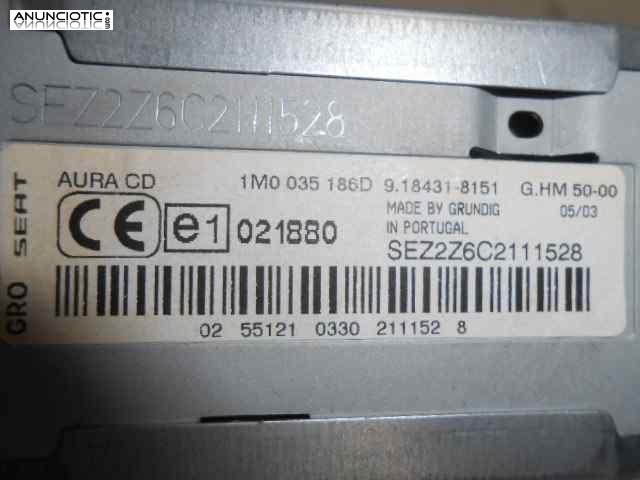 ANUNCIOTIC.es
SEZ2Z6C2111528
GRO SEAT
AURA CD 1M0 035 186D 9.18431-8151 G.HM 50-00
CE e1 021880 MADE BY GRUNDIG 05/03
IN PORTUGAL
SEZ2Z6C2111528
02 55121 0330 211152 8